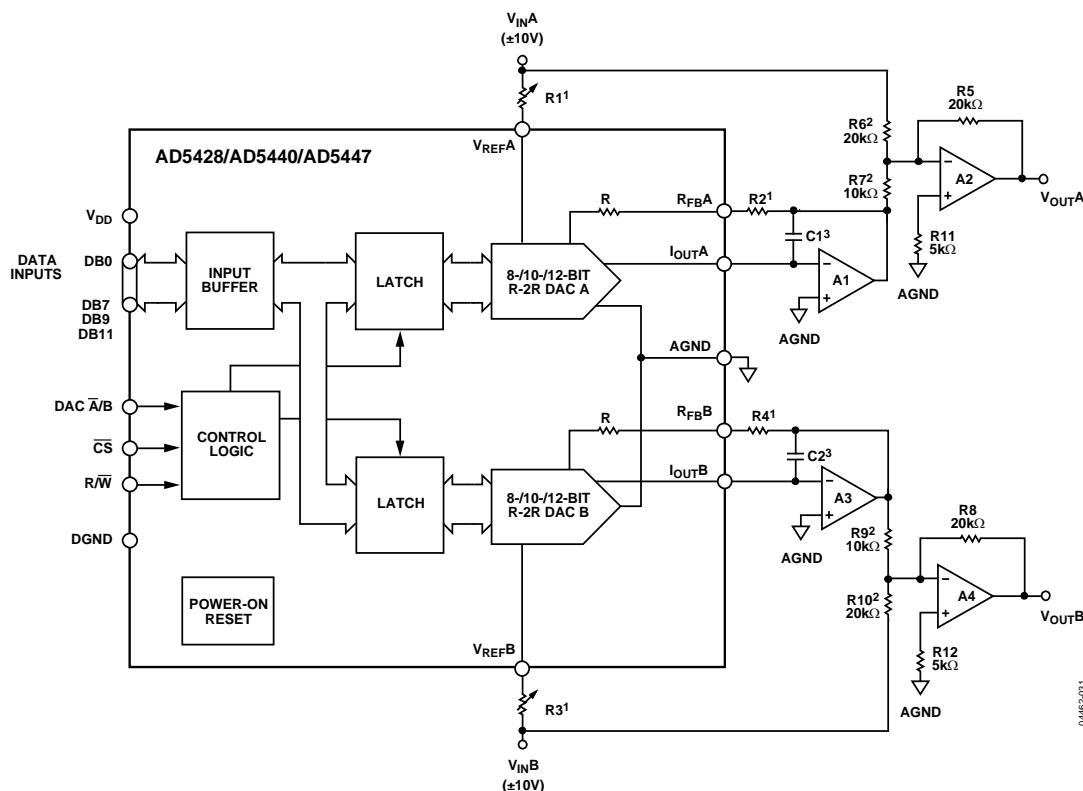 VINA
(±10V)
R1¹
VREFA
AD5428/AD5440/AD5447
VDD
DATA
INPUTS
DB0
DB7
DB9
DB11
INPUT
BUFFER
LATCH
8-/10-/12-BIT
R-2R DAC A
R
RFBA
R2¹
C1³
IOUTA
A1
AGND
R6²
20kΩ
R7²
10kΩ
R5
20kΩ
A2
VOUTA
R11
5kΩ
AGND
AGND
DAC A̅/B
C̅S̅
R/W̅
DGND
CONTROL
LOGIC
POWER-ON
RESET
LATCH
8-/10-/12-BIT
R-2R DAC B
R
RFBB
R4¹
C2³
IOUTB
A3
AGND
R9²
10kΩ
R10²
20kΩ
R8
20kΩ
A4
VOUTB
R12
5kΩ
AGND
VREFB
R3¹
VINB
(±10V)
04462-031